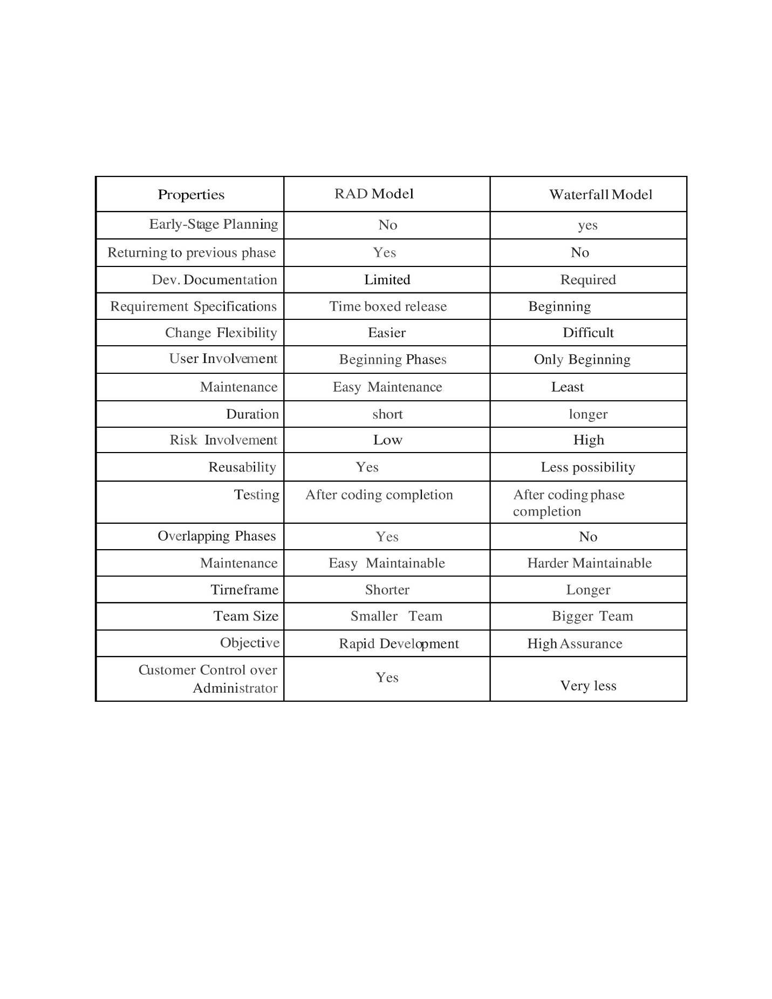 Properties RAD Model Waterfall Model
Early-Stage Planning No yes
Returning to previous phase Yes No
Dev. Documentation Limited Required
Requirement Specifications Time boxed release Beginning
Change Flexibility Easier Difficult
User Involvement Beginning Phases Only Beginning
Maintenance Easy Maintenance Least
Duration short longer
Risk Involvement Low High
Reusability Yes Less possibility
Testing After coding completion After coding phase
completion
Overlapping Phases Yes No
Maintenance Easy Maintainable Harder Maintainable
Tirneframe Shorter Longer
Team Size Smaller Team Bigger Team
Objective Rapid Development High Assurance
Customer Control over
Administrator Yes Very less